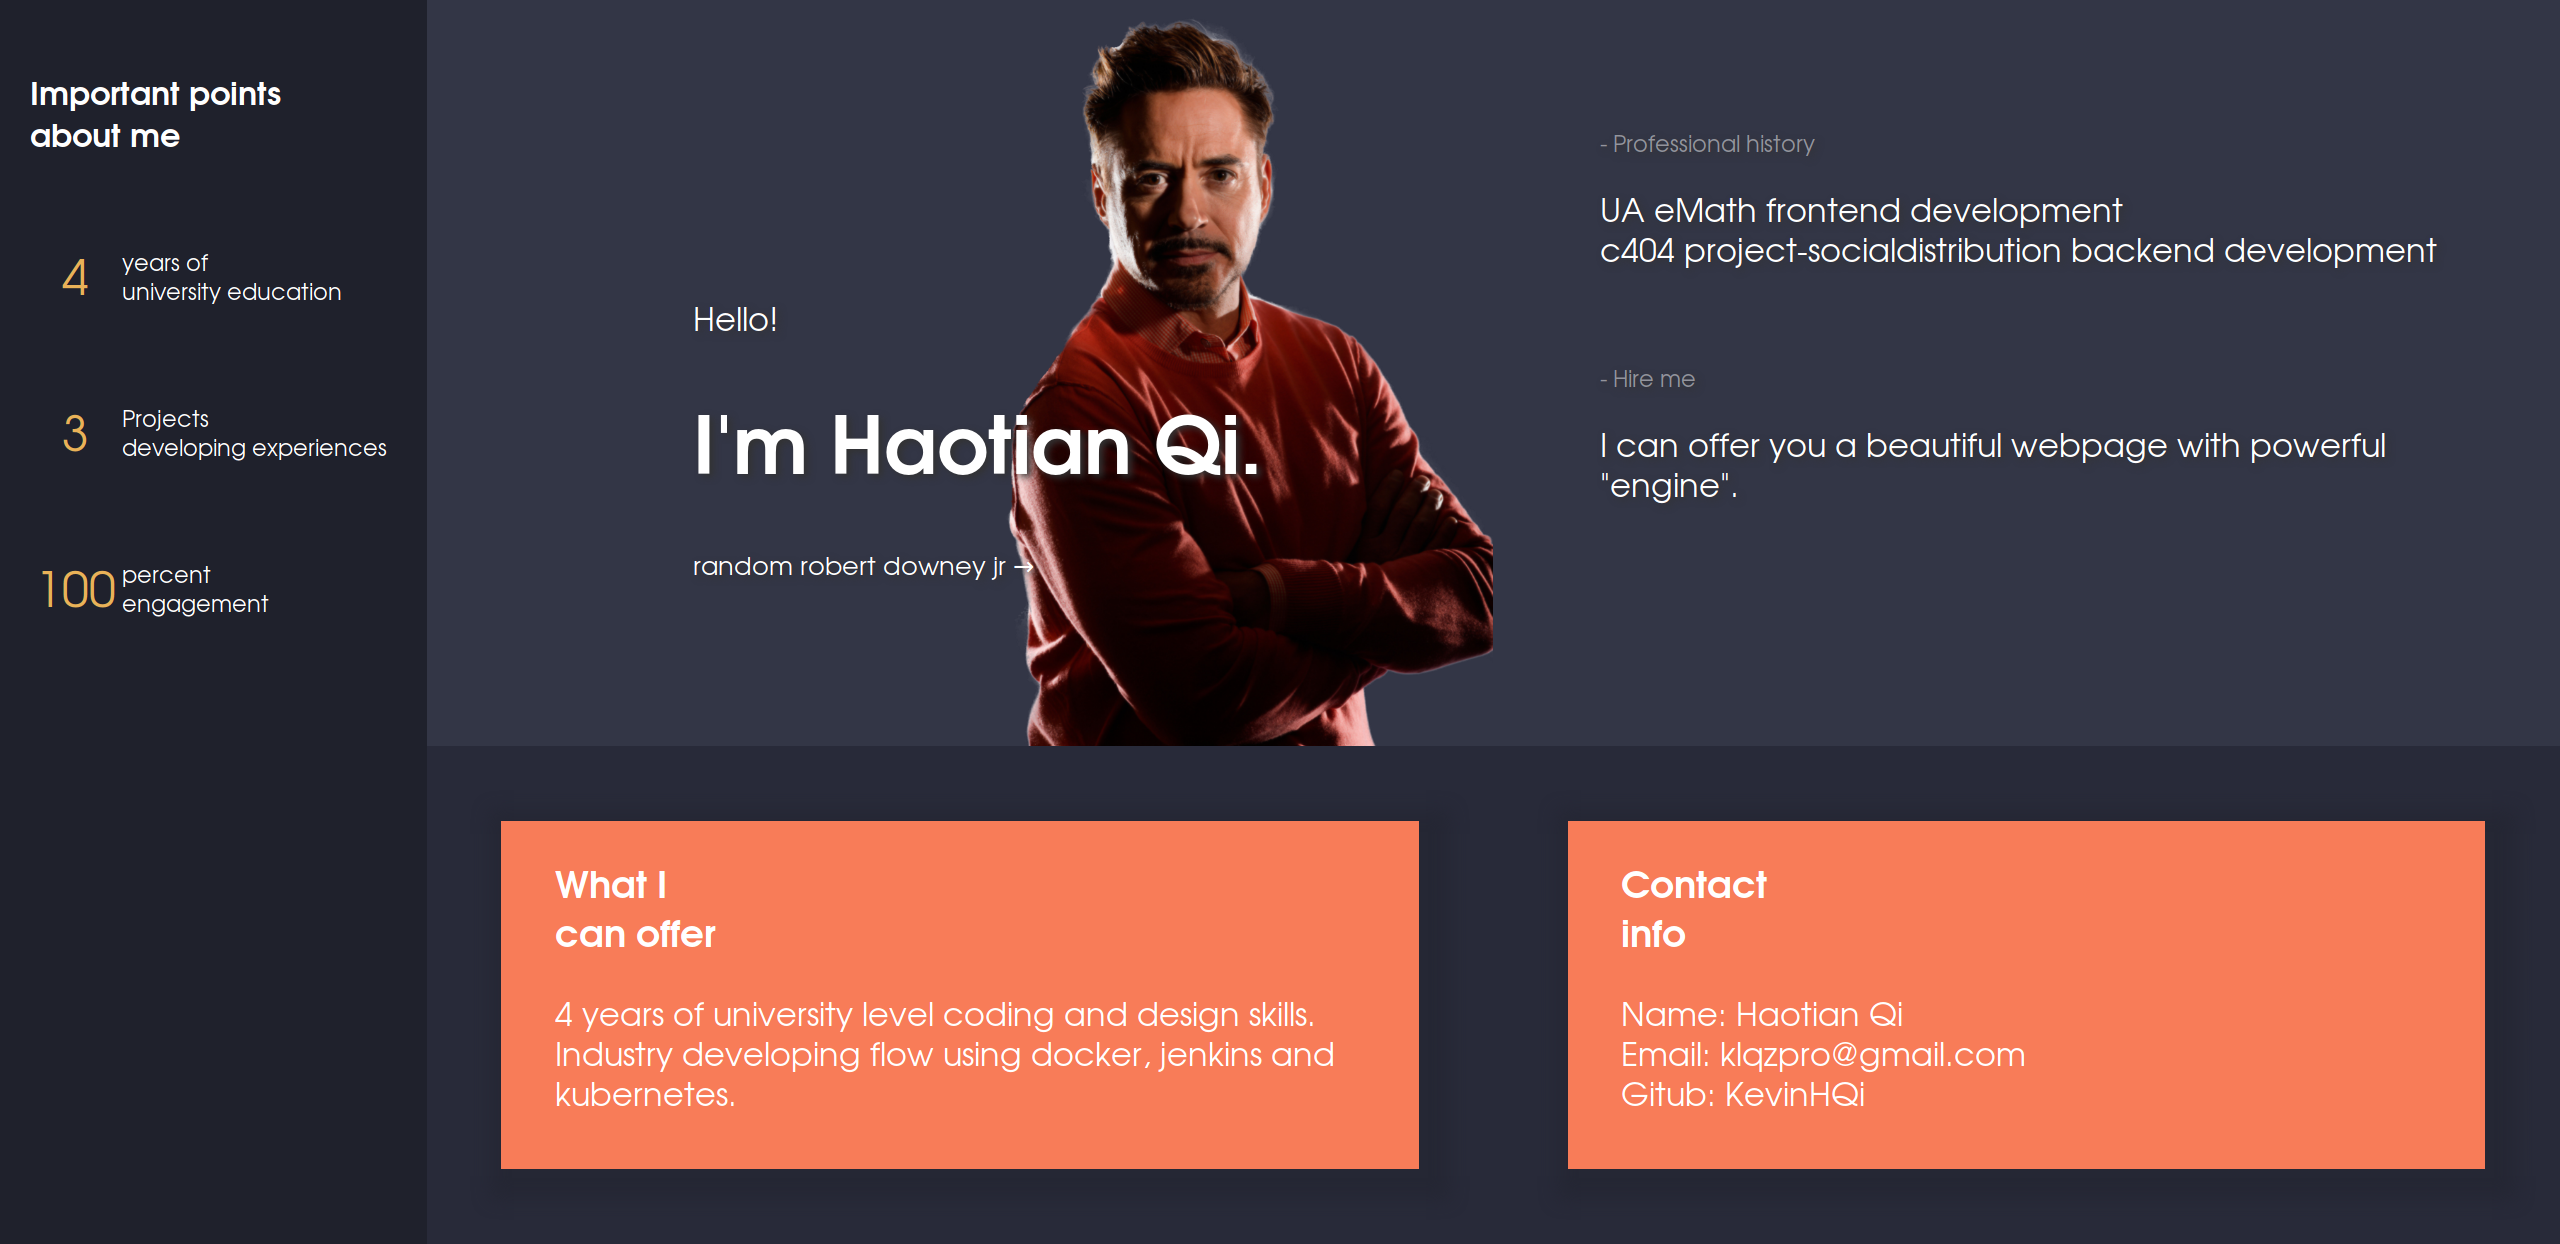 Important points
about me
4
years of
university education
3
Projects
developing experiences
100
percent
engagement
Hello!
I'm Haotian Qi.
random robert downey jr →
- Professional history
UA eMath frontend development
c404 project-socialdistribution backend development
- Hire me
I can offer you a beautiful webpage with powerful
"engine".
What I
can offer
4 years of university level coding and design skills.
Industry developing flow using docker, jenkins and
kubernetes.
Contact
info
Name: Haotian Qi
Email: klqzpro@gmail.com
Gitub: KevinHQi